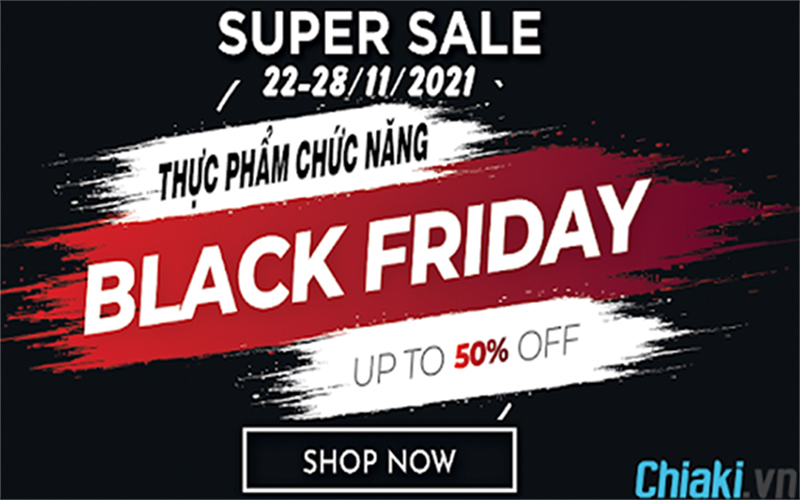 SUPER SALE
22-28/11/2021
THỰC PHẨM CHỨC NĂNG
BLACK FRIDAY
UP TO 50% OFF
SHOP NOW
Chiaki.vn